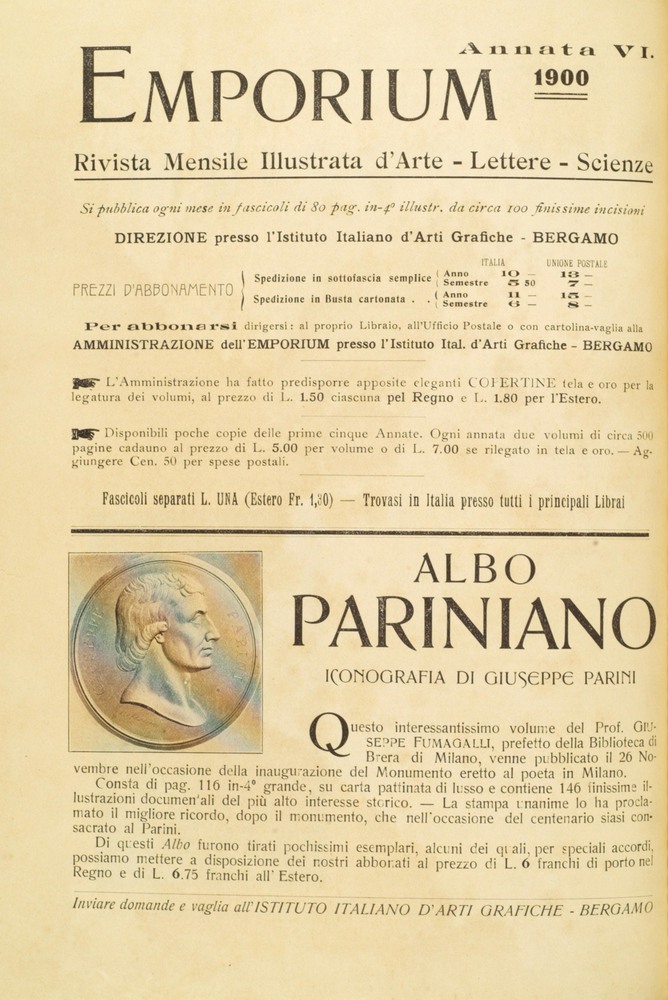 Annata VI.
EMPORIUM 1900
Rivista Mensile Illustrata d'Arte - Lettere - Scienze
Si pubblica ogni mese in fascicoli di 80 pag. in-4° illustr. da circa 100 finissime incisioni
DIREZIONE presso l'Istituto Italiano d'Arti Grafiche - BERGAMO
ITALIA UNIONE POSTALE
PREZZI D'ABBONAMENTO
Spedizione in sottofascia semplice Anno 10 — 13 —
Semestre 5 50 7 —
Spedizione in Busta cartonata . . Anno 11 — 15 —
Semestre 6 — 8 —
Per abbonarsi dirigersi: al proprio Libraio, all'Ufficio Postale o con cartolina-vaglia alla
AMMINISTRAZIONE dell'EMPORIUM presso l'Istituto Ital. d'Arti Grafiche - BERGAMO
☛ L'Amministrazione ha fatto predisporre apposite eleganti COPERTINE tela e oro per la
legatura dei volumi, al prezzo di L. 1.50 ciascuna pel Regno e L. 1.80 per l'Estero.
☛ Disponibili poche copie delle prime cinque Annate. Ogni annata due volumi di circa 500
pagine cadauno al prezzo di L. 5.00 per volume o di L. 7.00 se rilegato in tela e oro. — Ag-
giungere Cen. 50 per spese postali.
Fascicoli separati L. UNA (Estero Fr. 1,30) — Trovasi in Italia presso tutti i principali Librai
ALBO
PARINIANO
ICONOGRAFIA DI GIUSEPPE PARINI
Questo interessantissimo volume del Prof. GIU-
SEPPE FUMAGALLI, prefetto della Biblioteca di
Brera di Milano, venne pubblicato il 26 No-
vembre nell'occasione della inaugurazione del Monumento eretto al poeta in Milano.
Consta di pag. 116 in-4° grande, su carta patinata di lusso e contiene 146 finissime il-
lustrazioni documentali del più alto interesse storico. — La stampa unanime lo ha procla-
mato il migliore ricordo, dopo il monumento, che nell'occasione del centenario siasi con-
sacrato al Parini.
Di questi Albo furono tirati pochissimi esemplari, alcuni dei quali, per speciali accordi,
possiamo mettere a disposizione dei nostri abbonati al prezzo di L. 6 franchi di porto nel
Regno e di L. 6.75 franchi all'Estero.
Inviare domande e vaglia all'ISTITUTO ITALIANO D'ARTI GRAFICHE - BERGAMO